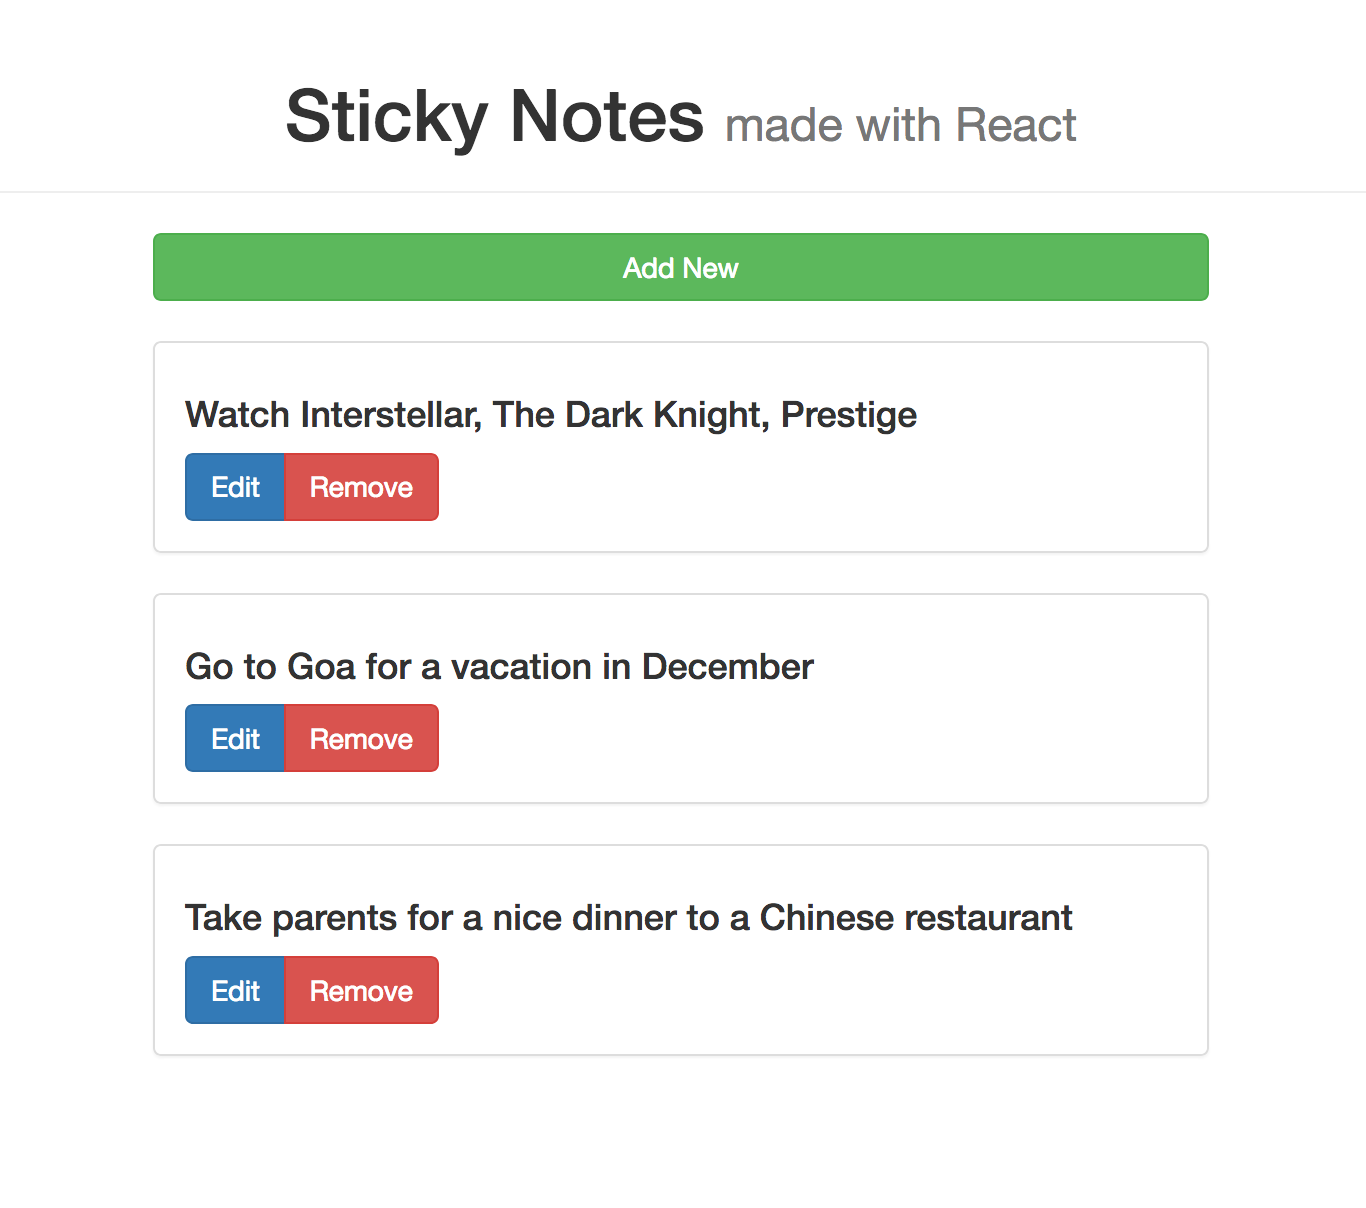 Sticky Notes made with React
Add New
Watch Interstellar, The Dark Knight, Prestige
Edit Remove
Go to Goa for a vacation in December
Edit Remove
Take parents for a nice dinner to a Chinese restaurant
Edit Remove